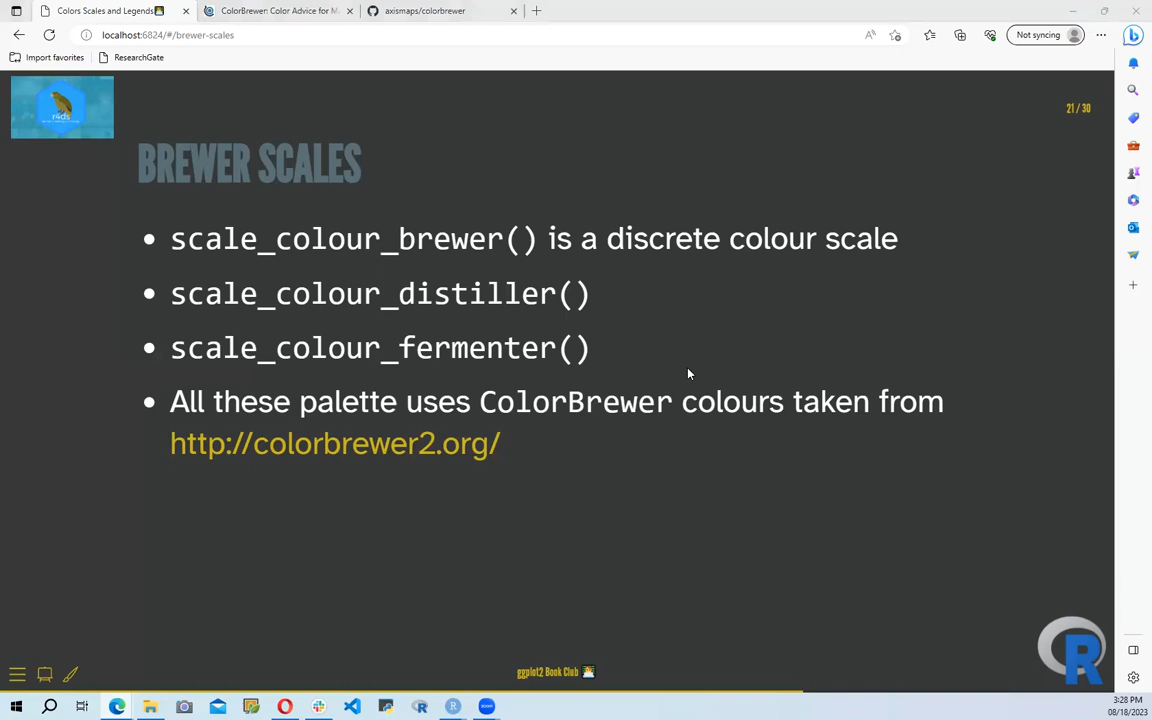 Colors Scales and Legends
ColorBrewer: Color Advice for M
axismaps/colorbrewer
localhost:6824/#/brewer-scales
Not syncing
Import favorites
ResearchGate
r4ds
21 / 30
BREWER SCALES
scale_colour_brewer() is a discrete colour scale
scale_colour_distiller()
scale_colour_fermenter()
All these palette uses ColorBrewer colours taken from
http://colorbrewer2.org/
R
ggplot2 Book Club
3:28 PM
08/18/2023